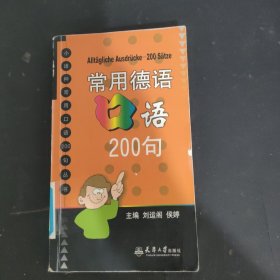 Alltägliche Ausdrücke - 200 Sätze
常用德语
口语
200句
小语种常用口语200句丛书
主编 刘运阁 侯婷
天津大学出版社